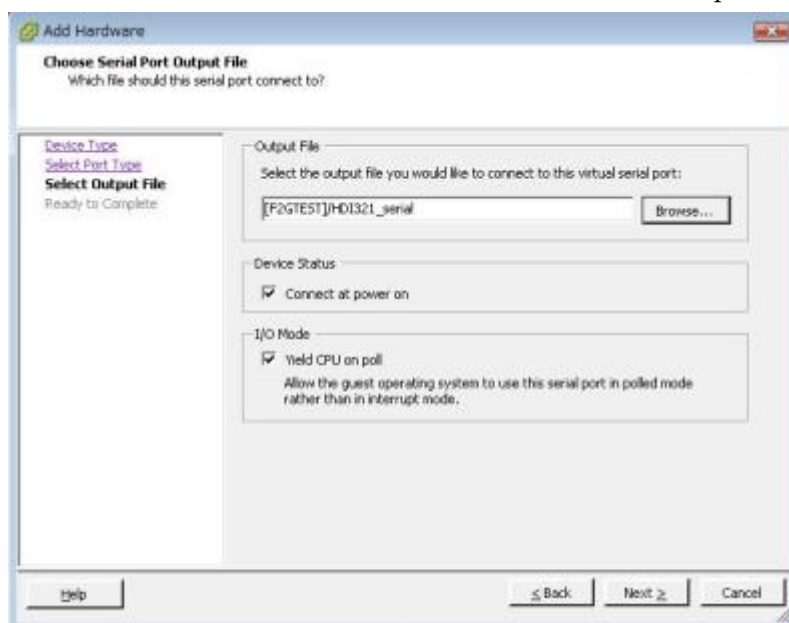 Add Hardware
Choose Serial Port Output File
Which file should this serial port connect to?
Device Type
Select Port Type
Select Output File
Ready to Complete
Output File
Select the output file you would like to connect to this virtual serial port:
[F2GTEST]/HDI321_serial
Browse...
Device Status
Connect at power on
I/O Mode
Yield CPU on poll
Allow the guest operating system to use this serial port in polled mode
rather than in interrupt mode.
Help
< Back
Next >
Cancel